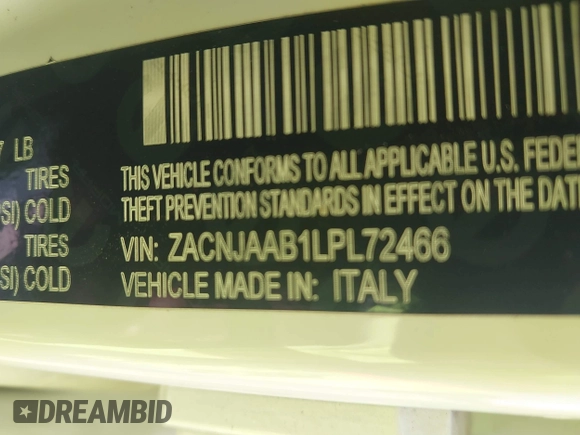 7 LB
TIRES
SI) COLD
TIRES
SI) COLD
THIS VEHICLE CONFORMS TO ALL APPLICABLE U.S. FEDE
THEFT PREVENTION STANDARDS IN EFFECT ON THE DAT
VIN: ZACNJAAB1LPL72466
VEHICLE MADE IN: ITALY
DREAMBID